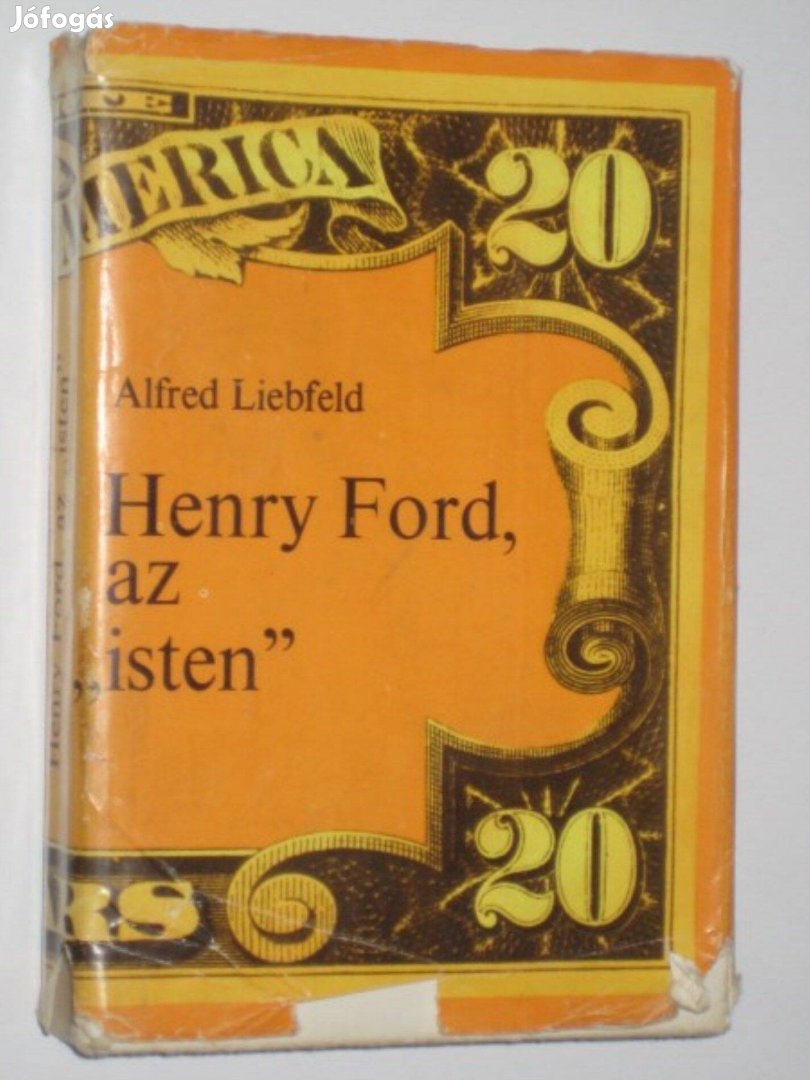 Jófogás
MERICA
20
Alfred Liebfeld
Henry Ford,
az
„isten”
Henry Ford, az „isten”
RS
20